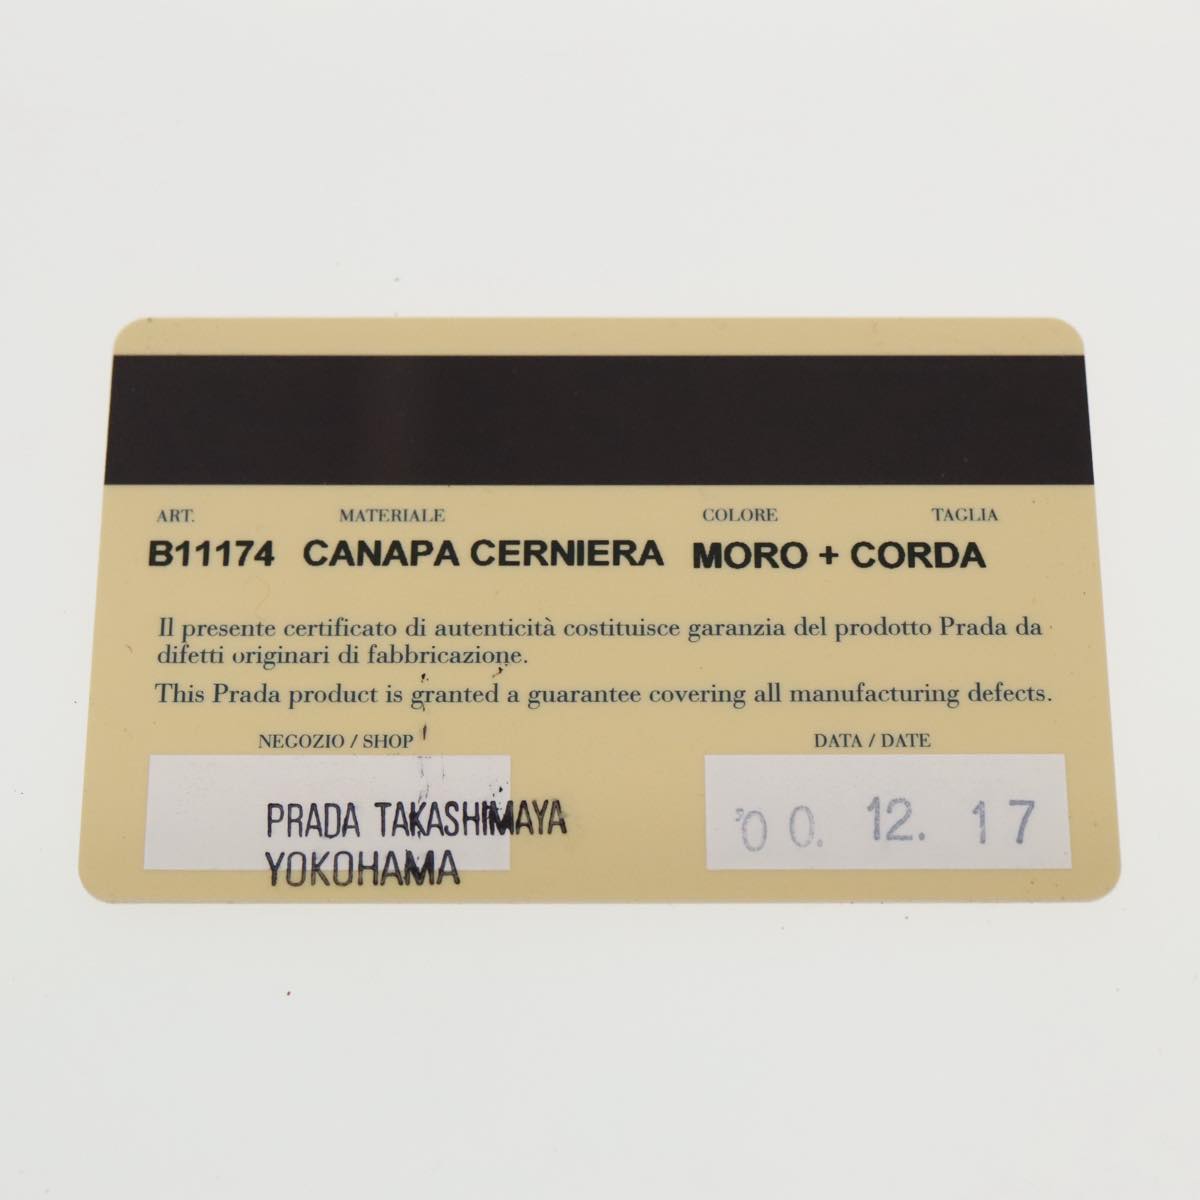 ART. MATERIALE COLORE TAGLIA
B11174 CANAPA CERNIERA MORO + CORDA
Il presente certificato di autenticità costituisce garanzia del prodotto Prada da
difetti originari di fabbricazione.
This Prada product is granted a guarantee covering all manufacturing defects.
NEGOZIO / SHOP DATA / DATE
PRADA TAKASHIMAYA '00. 12. 17
YOKOHAMA